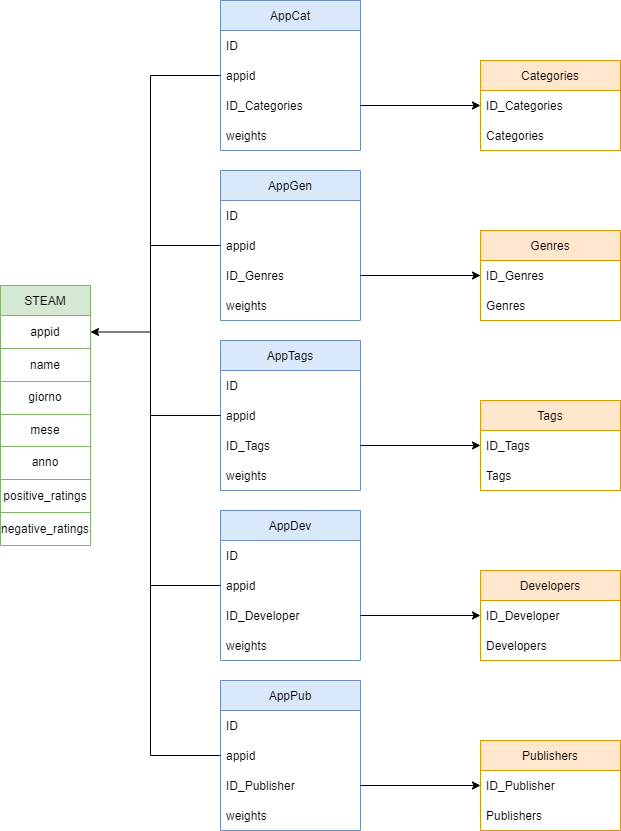 STEAM
appid
name
giorno
mese
anno
positive_ratings
negative_ratings
AppCat
ID
appid
ID_Categories
weights
Categories
ID_Categories
Categories
AppGen
ID
appid
ID_Genres
weights
Genres
ID_Genres
Genres
AppTags
ID
appid
ID_Tags
weights
Tags
ID_Tags
Tags
AppDev
ID
appid
ID_Developer
weights
Developers
ID_Developer
Developers
AppPub
ID
appid
ID_Publisher
weights
Publishers
ID_Publisher
Publishers